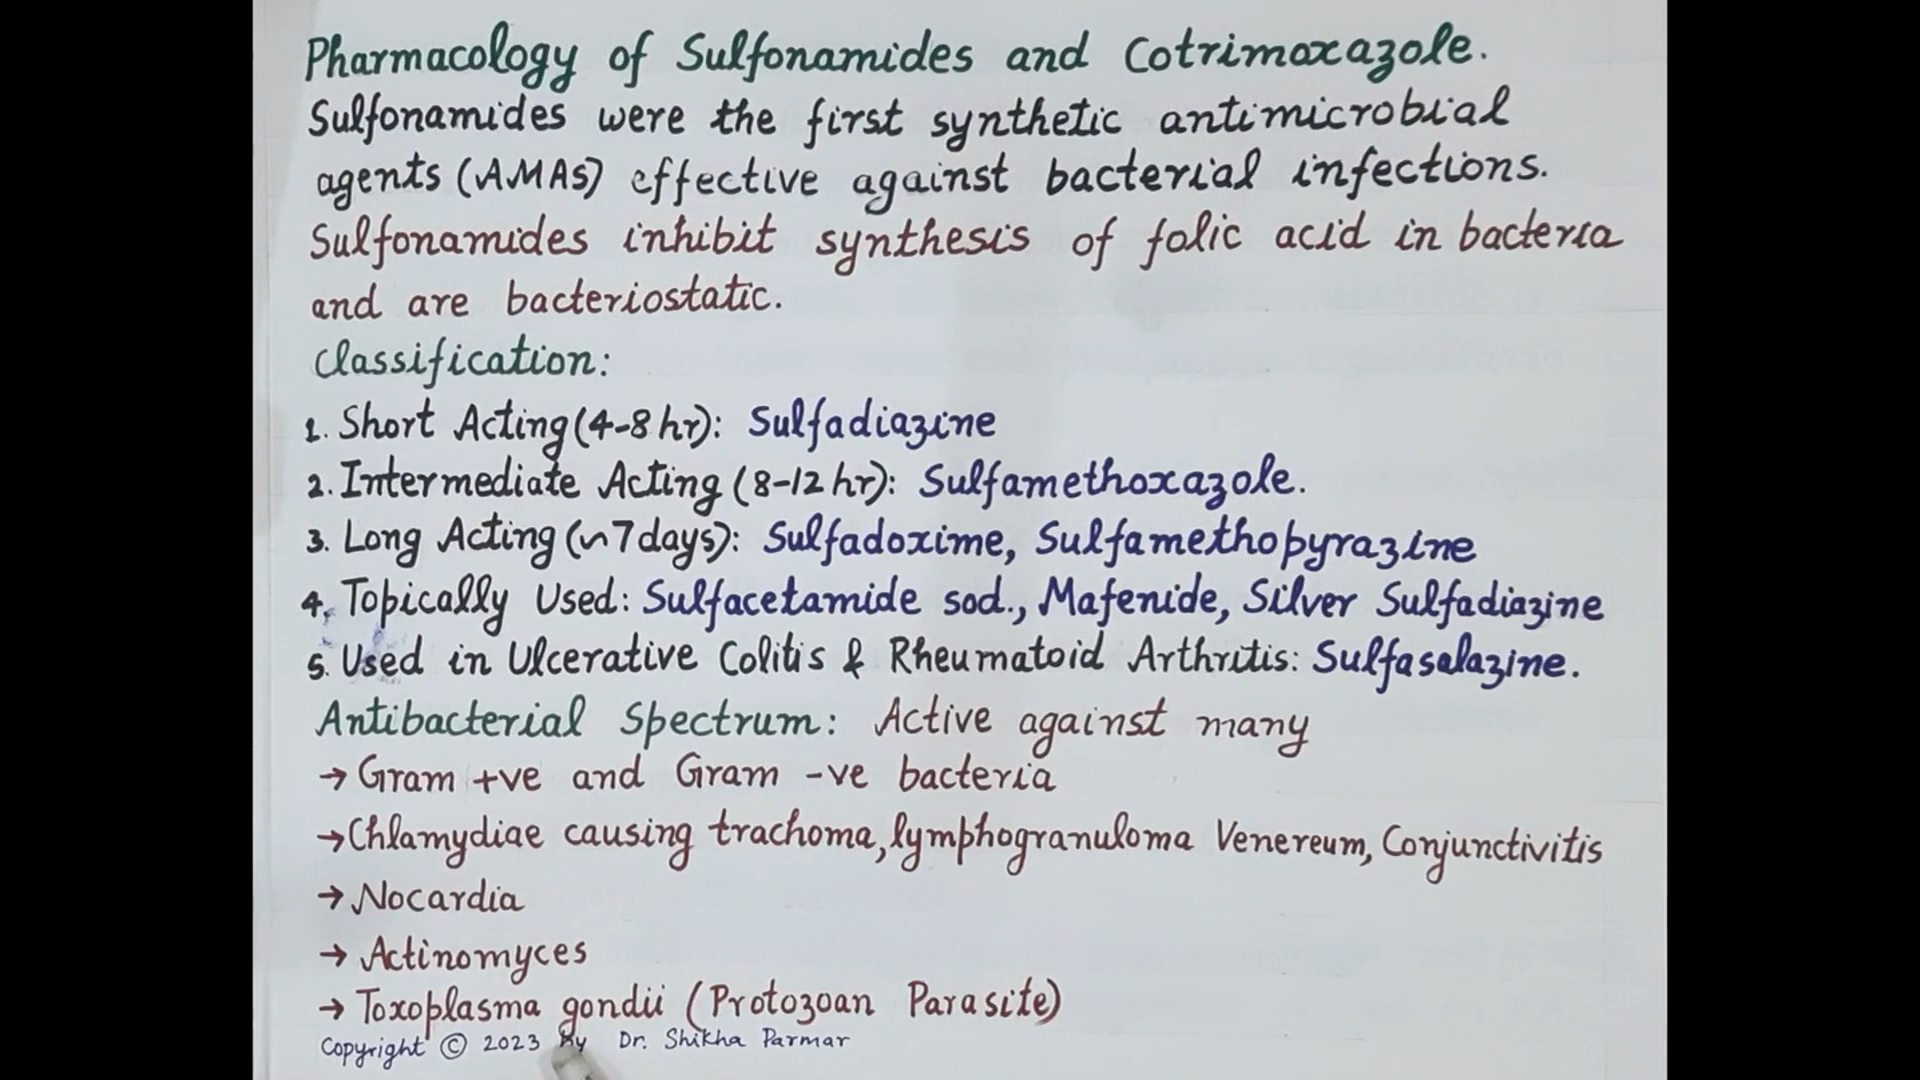 Pharmacology of Sulfonamides and Cotrimoxazole.
Sulfonamides were the first synthetic antimicrobial
agents (AMAs) effective against bacterial infections.
Sulfonamides inhibit synthesis of folic acid in bacteria
and are bacteriostatic.
Classification:
1. Short Acting (4-8 hr): Sulfadiazine
2. Intermediate Acting (8-12 hr): Sulfamethoxazole.
3. Long Acting (~7days): Sulfadoxime, Sulfamethopyrazine
4. Topically Used: Sulfacetamide sod., Mafenide, Silver Sulfadiazine
5. Used in Ulcerative Colitis & Rheumatoid Arthritis: Sulfasalazine.
Antibacterial Spectrum: Active against many
→ Gram +ve and Gram -ve bacteria
→ Chlamydiae causing trachoma, lymphogranuloma Venereum, Conjunctivitis
→ Nocardia
→ Actinomyces
→ Toxoplasma gondii (Protozoan Parasite)
Copyright © 2023 By Dr. Shikha Parmar